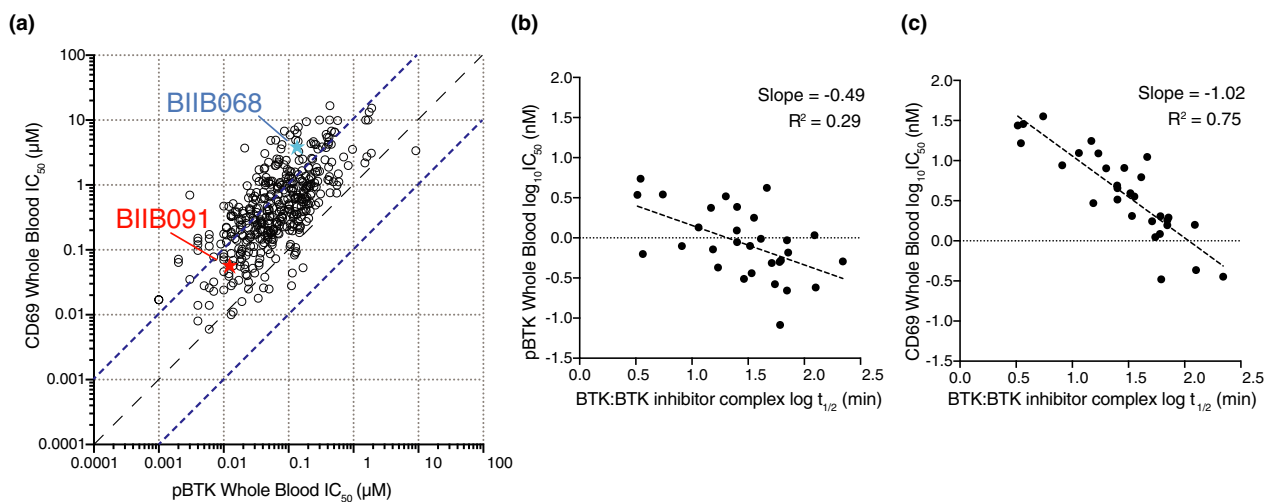 (a)
CD69 Whole Blood IC50 (µM)
100
10
1
0.1
0.01
0.001
0.0001
BIIB068
BIIB091
0.0001
0.01
0.1
1
10
100
pBTK Whole Blood IC50 (µM)
(b)
pBTK Whole Blood log10IC50 (nM)
2.0
1.5
1.0
0.5
0.0
-0.5
-1.0
-1.5
Slope = -0.49
R2 = 0.29
0.0
0.5
1.0
1.5
2.0
2.5
BTK:BTK inhibitor complex log t1/2 (min)
(c)
CD69 Whole Blood log10IC50 (nM)
2.0
1.5
1.0
0.5
0.0
-0.5
-1.0
-1.5
Slope = -1.02
R2 = 0.75
0.0
0.5
1.0
1.5
2.0
2.5
BTK:BTK inhibitor complex log t1/2 (min)